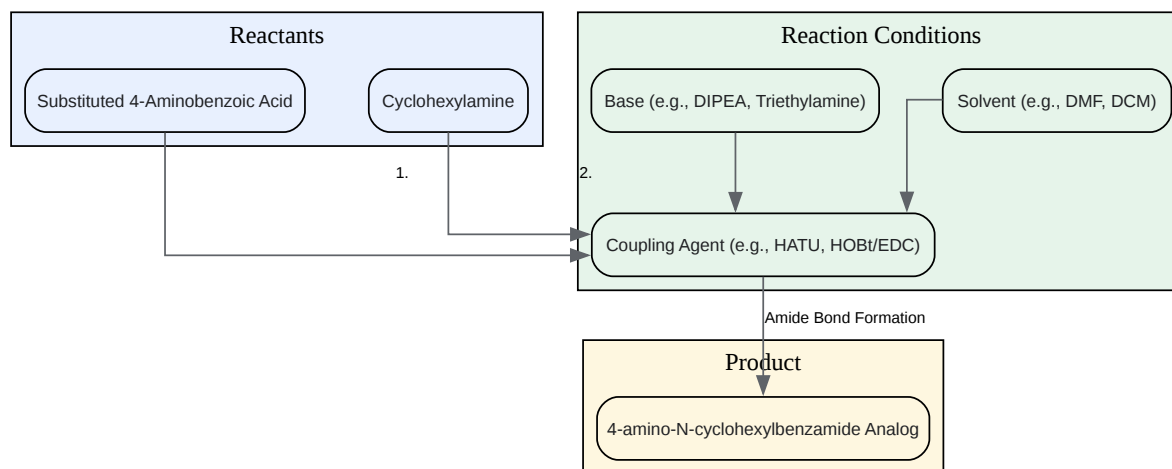 Reactants
Reaction Conditions
Substituted 4-Aminobenzoic Acid
Cyclohexylamine
Base (e.g., DIPEA, Triethylamine)
Solvent (e.g., DMF, DCM)
1.
2.
Coupling Agent (e.g., HATU, HOBt/EDC)
Amide Bond Formation
Product
4-amino-N-cyclohexylbenzamide Analog